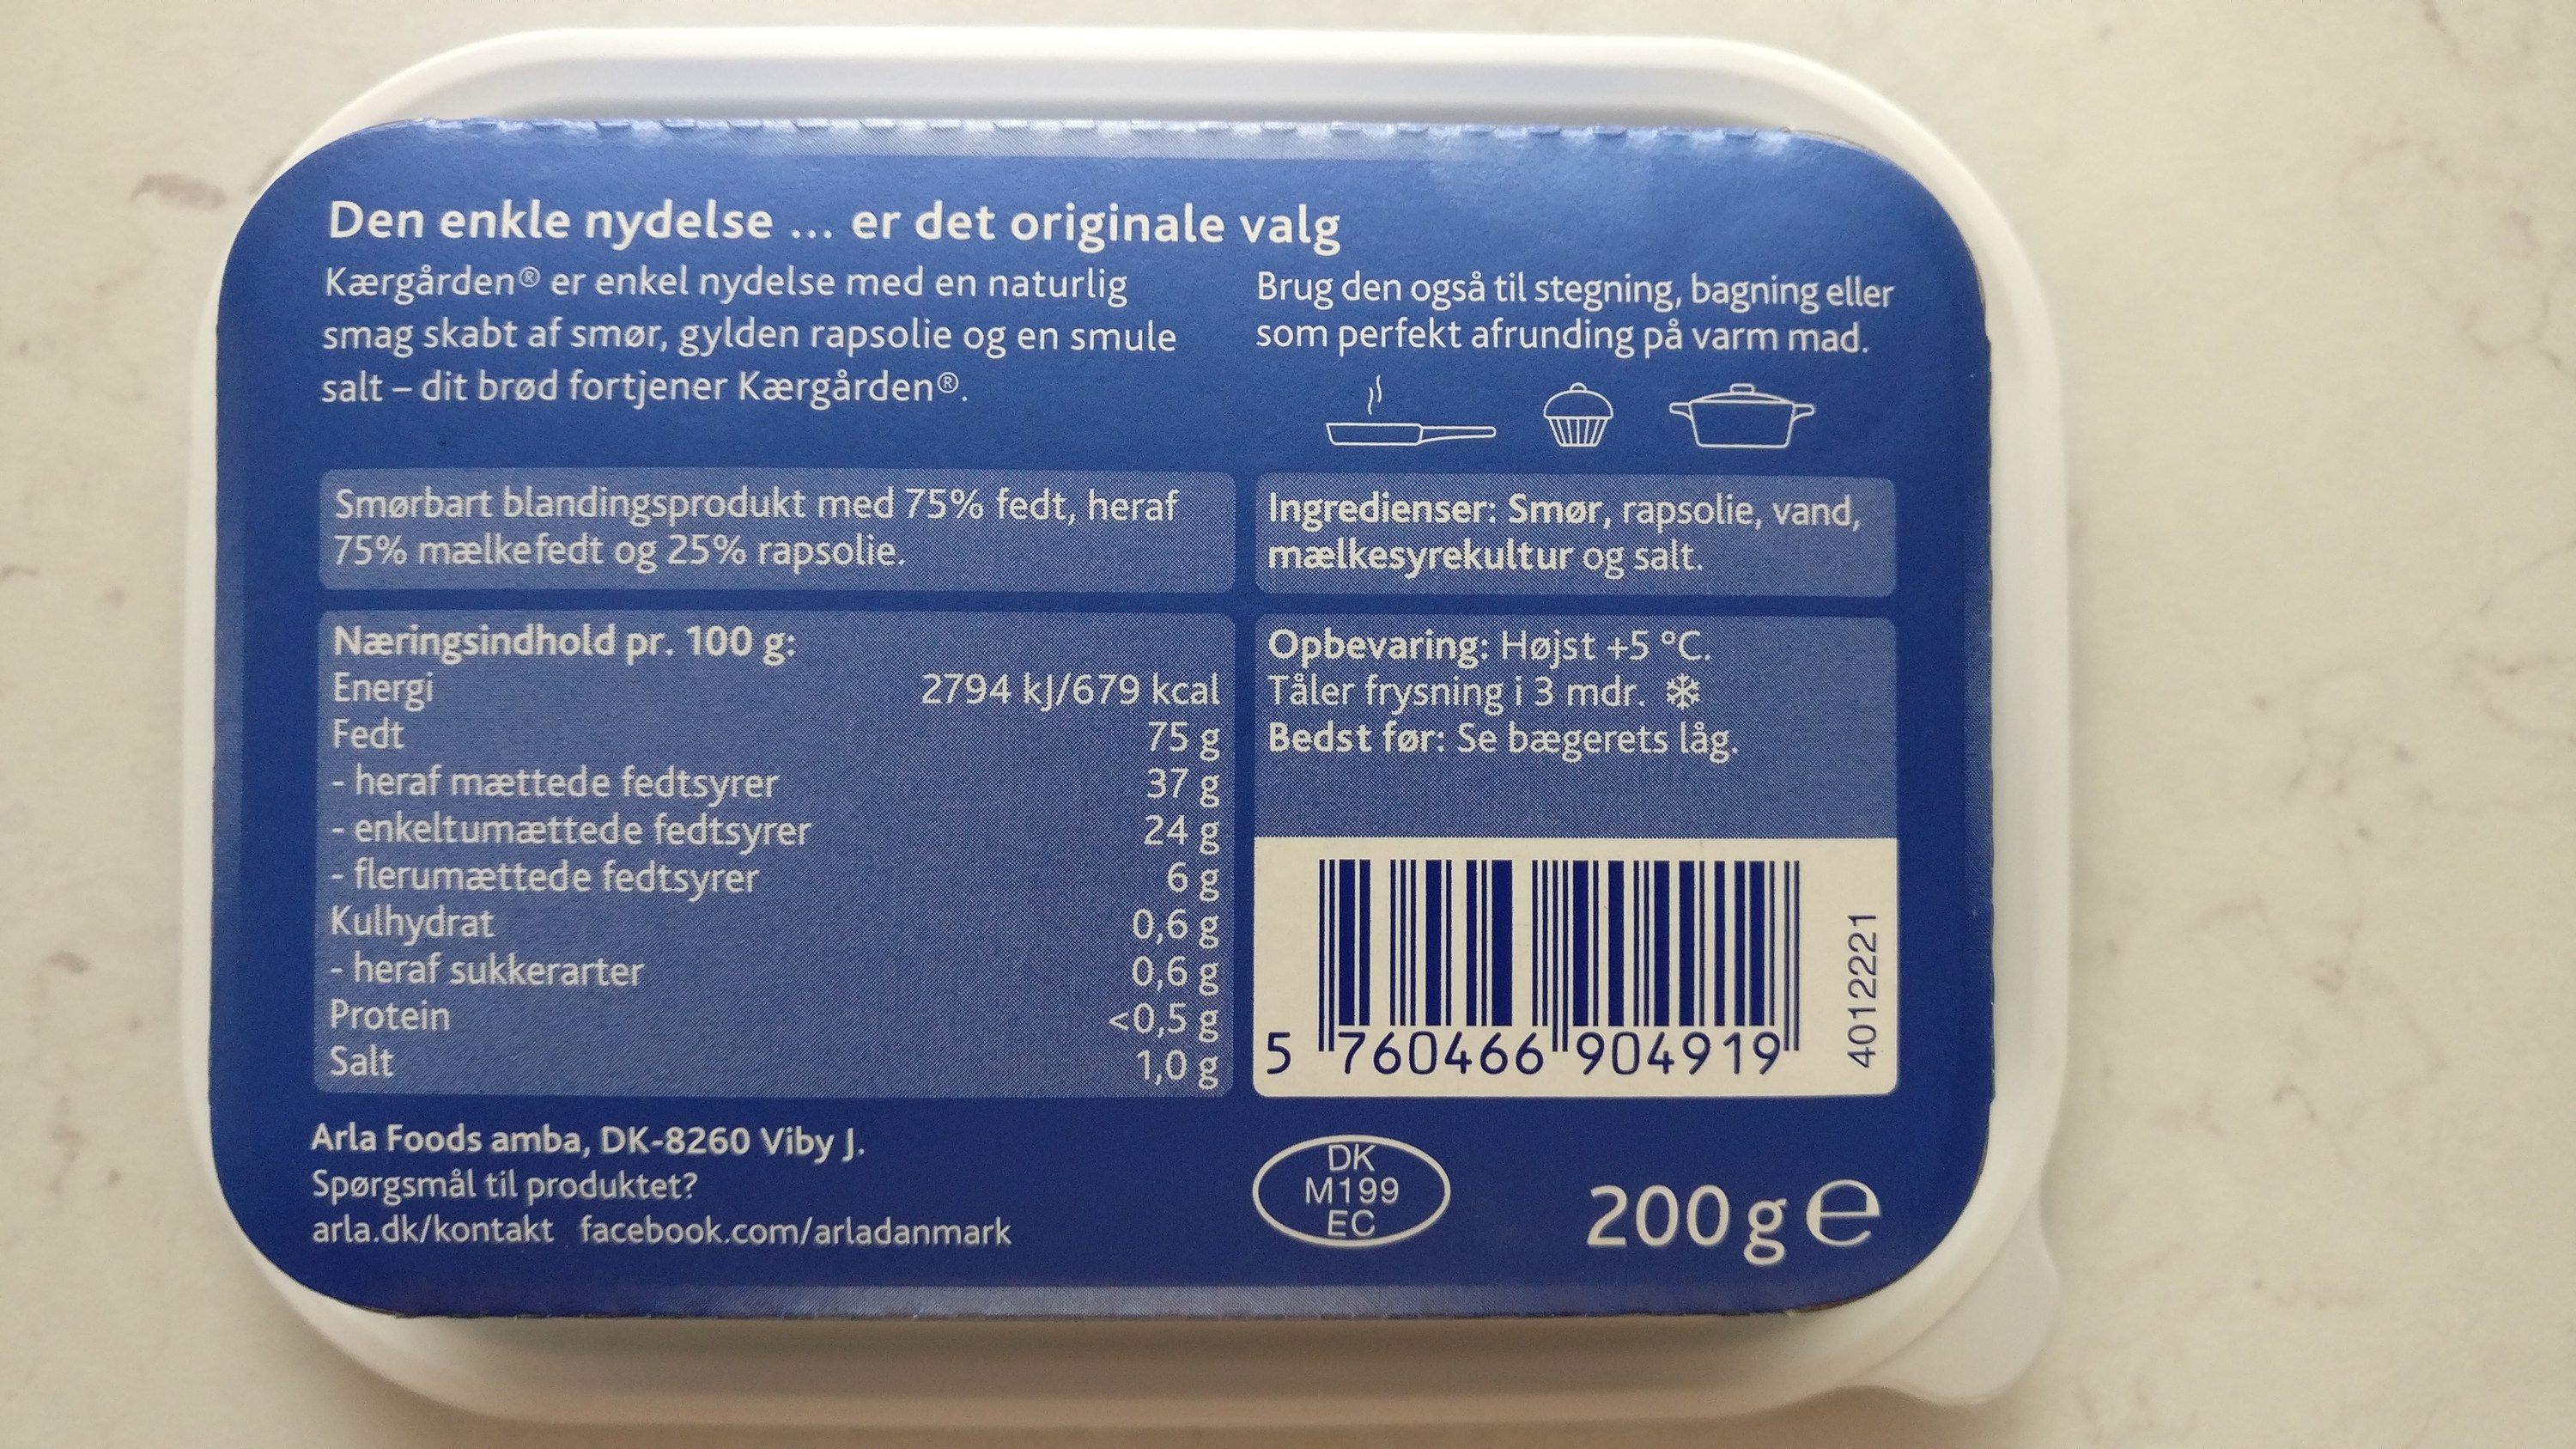 Den enkle nydelse ... er det originale valg
Kærgården® er enkel nydelse med en naturlig
smag skabt af smør, gylden rapsolie og en smule
salt – dit brød fortjener Kærgården®.
Brug den også til stegning, bagning eller
som perfekt afrunding på varm mad.
Smørbart blandingsprodukt med 75% fedt, heraf
75% mælkefedt og 25% rapsolie.
Ingredienser: Smør, rapsolie, vand,
mælkesyrekultur og salt.
Næringsindhold pr. 100 g:
Energi 2794 kJ/679 kcal
Fedt 75 g
- heraf mættede fedtsyrer 37 g
- enkeltumættede fedtsyrer 24 g
- flerumættede fedtsyrer 6 g
Kulhydrat 0,6 g
- heraf sukkerarter 0,6 g
Protein <0,5 g
Salt 1,0 g
Opbevaring: Højst +5 °C.
Tåler frysning i 3 mdr. ❄
Bedst før: Se bægerets låg.
5 760466 904919
4012221
Arla Foods amba, DK-8260 Viby J.
Spørgsmål til produktet?
arla.dk/kontakt facebook.com/arladanmark
DK
M199
EC
200 g ℮